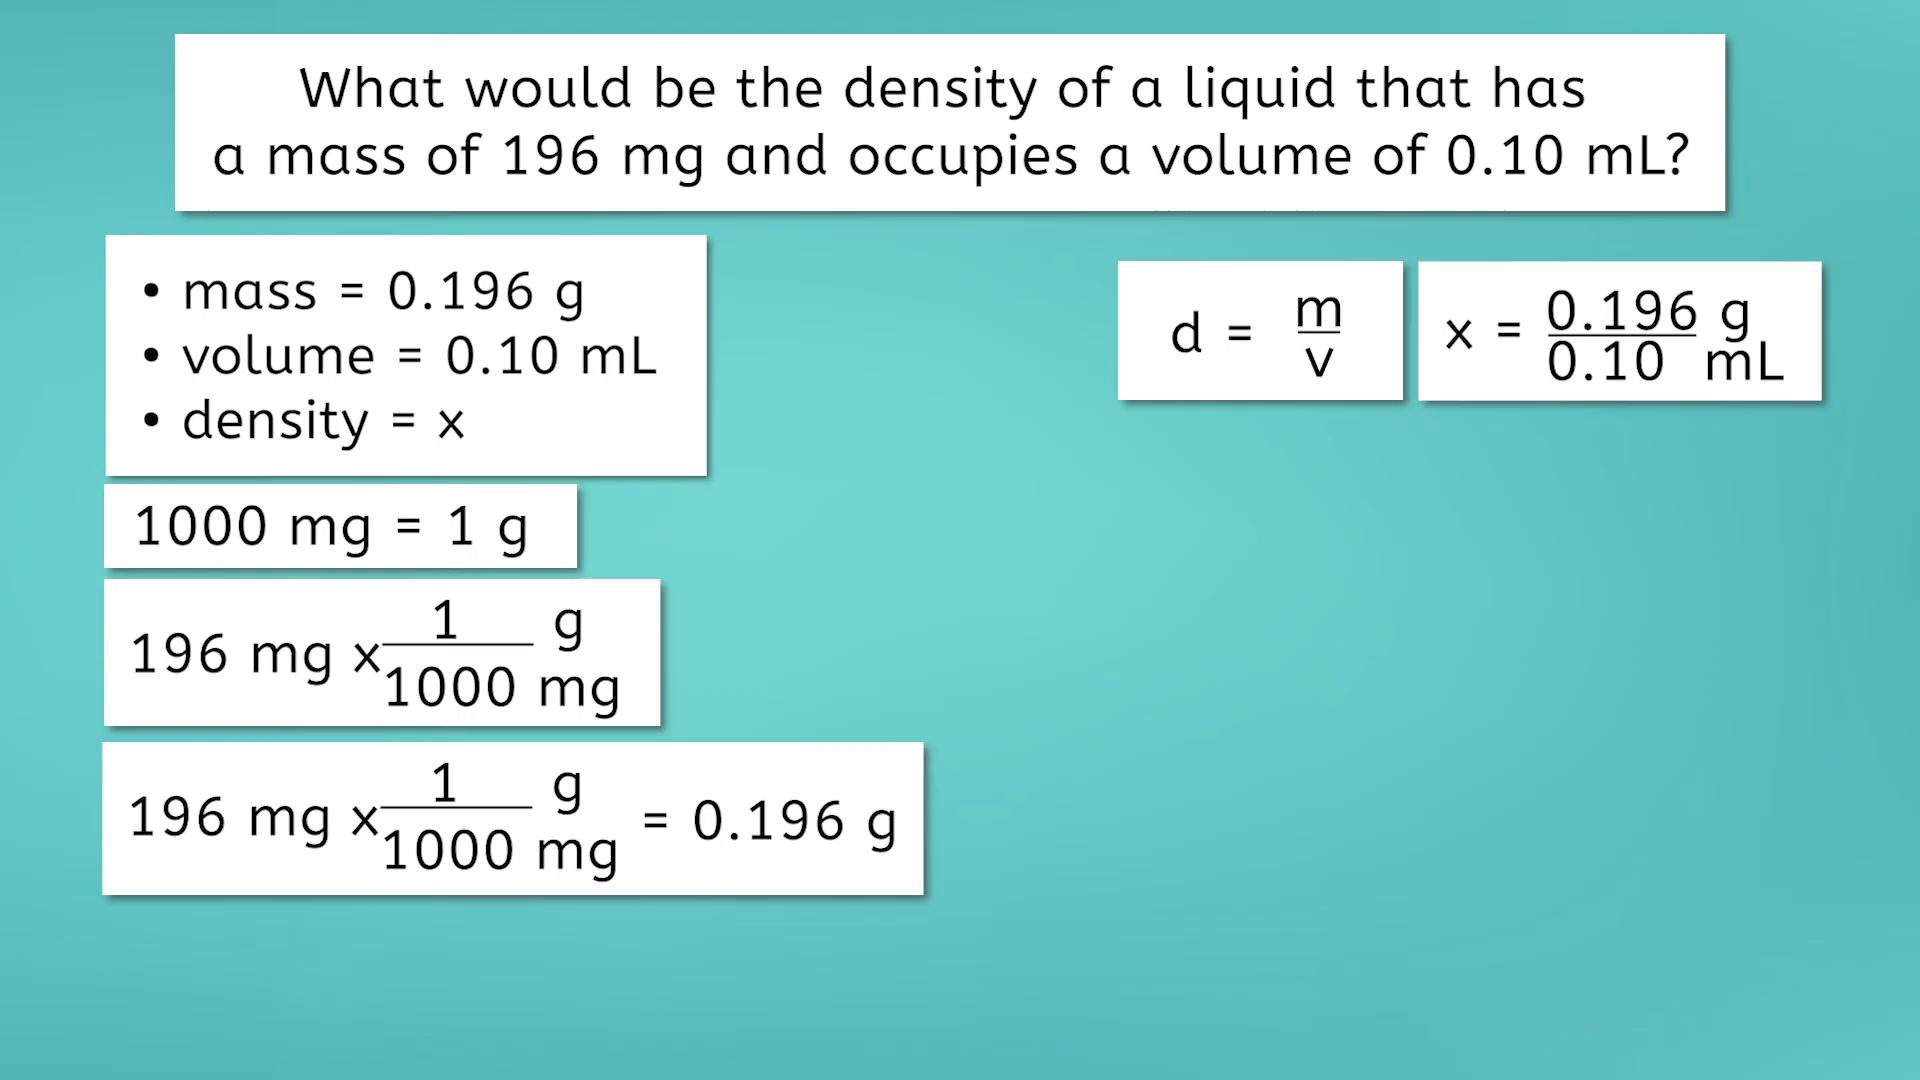 What would be the density of a liquid that has
a mass of 196 mg and occupies a volume of 0.10 mL?
• mass = 0.196 g
• volume = 0.10 mL
• density = x
1000 mg = 1 g
196 mg x 1/1000 g/mg
196 mg x 1/1000 g/mg = 0.196 g
d = m/v
x = 0.196/0.10 g/mL